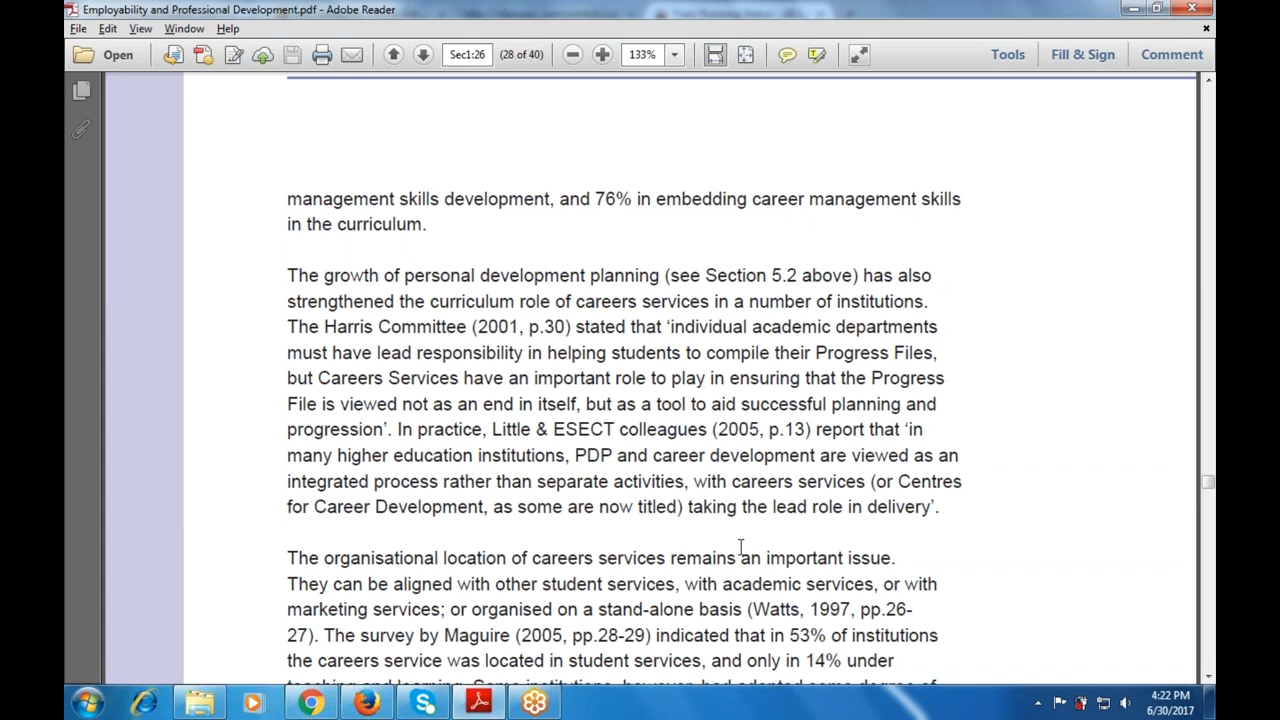 Employability and Professional Development.pdf - Adobe Reader
File Edit View Window Help
Open Sec1:26 (28 of 40) 133% Tools Fill & Sign Comment
management skills development, and 76% in embedding career management skills
in the curriculum.
The growth of personal development planning (see Section 5.2 above) has also
strengthened the curriculum role of careers services in a number of institutions.
The Harris Committee (2001, p.30) stated that ‘individual academic departments
must have lead responsibility in helping students to compile their Progress Files,
but Careers Services have an important role to play in ensuring that the Progress
File is viewed not as an end in itself, but as a tool to aid successful planning and
progression’. In practice, Little & ESECT colleagues (2005, p.13) report that ‘in
many higher education institutions, PDP and career development are viewed as an
integrated process rather than separate activities, with careers services (or Centres
for Career Development, as some are now titled) taking the lead role in delivery’.
The organisational location of careers services remains an important issue.
They can be aligned with other student services, with academic services, or with
marketing services; or organised on a stand-alone basis (Watts, 1997, pp.26-
27). The survey by Maguire (2005, pp.28-29) indicated that in 53% of institutions
the careers service was located in student services, and only in 14% under
4:22 PM
6/30/2017